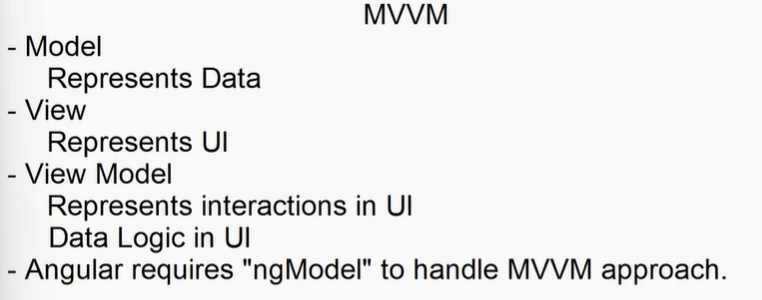 MVVM
- Model
Represents Data
- View
Represents UI
- View Model
Represents interactions in UI
Data Logic in UI
- Angular requires "ngModel" to handle MVVM approach.